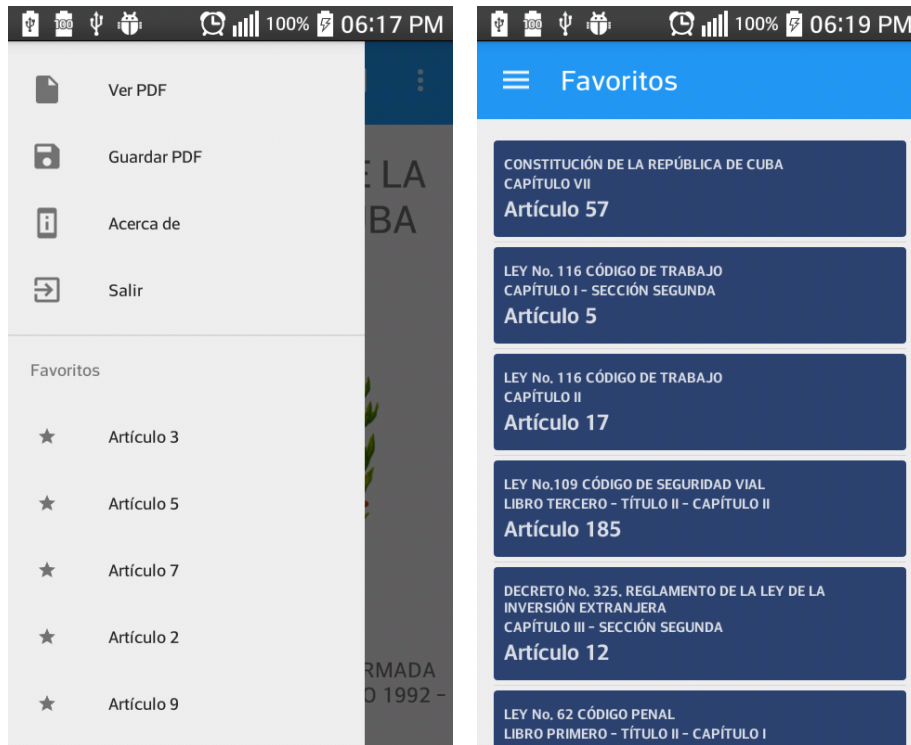 100% 06:17 PM
Ver PDF
Guardar PDF
Acerca de
Salir
Favoritos
Artículo 3
Artículo 5
Artículo 7
Artículo 2
Artículo 9
LA
BA
RMADA
O 1992 –
100% 06:19 PM
Favoritos
CONSTITUCIÓN DE LA REPÚBLICA DE CUBA
CAPÍTULO VII
Artículo 57
LEY No. 116 CÓDIGO DE TRABAJO
CAPÍTULO I – SECCIÓN SEGUNDA
Artículo 5
LEY No. 116 CÓDIGO DE TRABAJO
CAPÍTULO II
Artículo 17
LEY No.109 CÓDIGO DE SEGURIDAD VIAL
LIBRO TERCERO – TÍTULO II – CAPÍTULO II
Artículo 185
DECRETO No. 325. REGLAMENTO DE LA LEY DE LA
INVERSIÓN EXTRANJERA
CAPÍTULO III – SECCIÓN SEGUNDA
Artículo 12
LEY No. 62 CÓDIGO PENAL
LIBRO PRIMERO – TÍTULO II – CAPÍTULO I